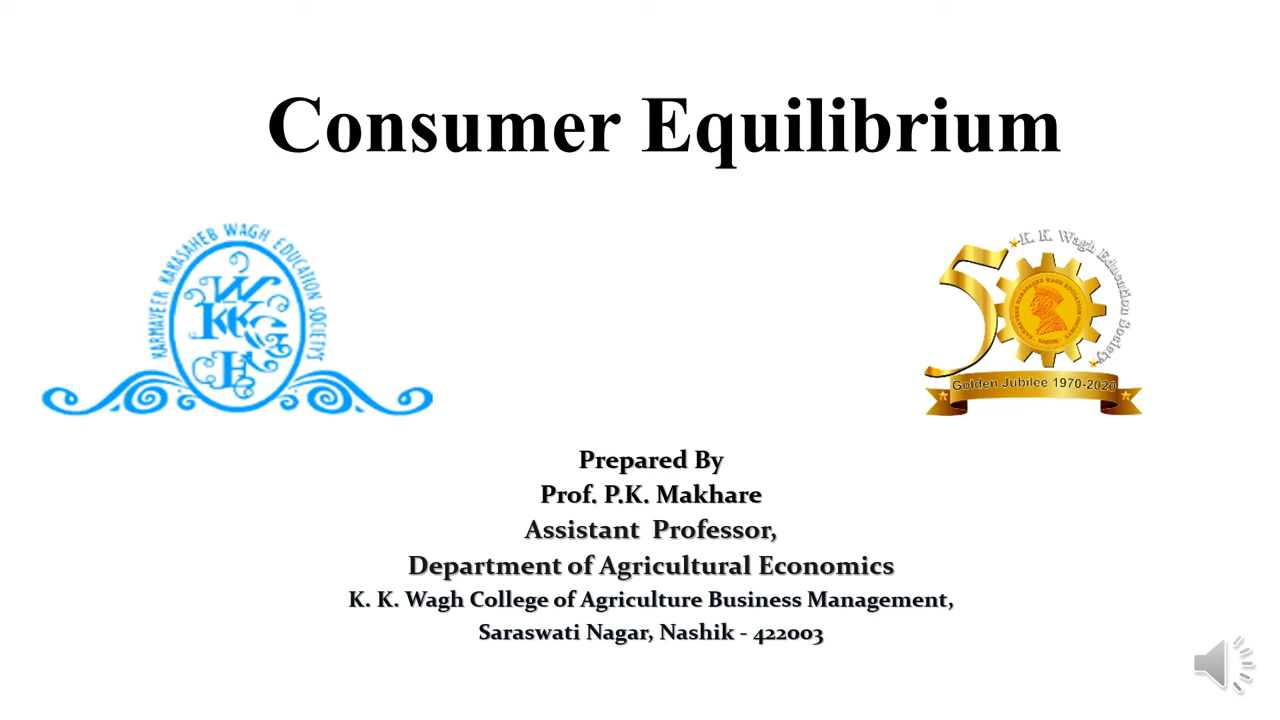 Consumer Equilibrium
KARMAVEER KAKASAHEB WAGH EDUCATION SOCIETY'S
K. K. Wagh Education Society
50
Golden Jubilee 1970-2020
Prepared By
Prof. P.K. Makhare
Assistant Professor,
Department of Agricultural Economics
K. K. Wagh College of Agriculture Business Management,
Saraswati Nagar, Nashik - 422003